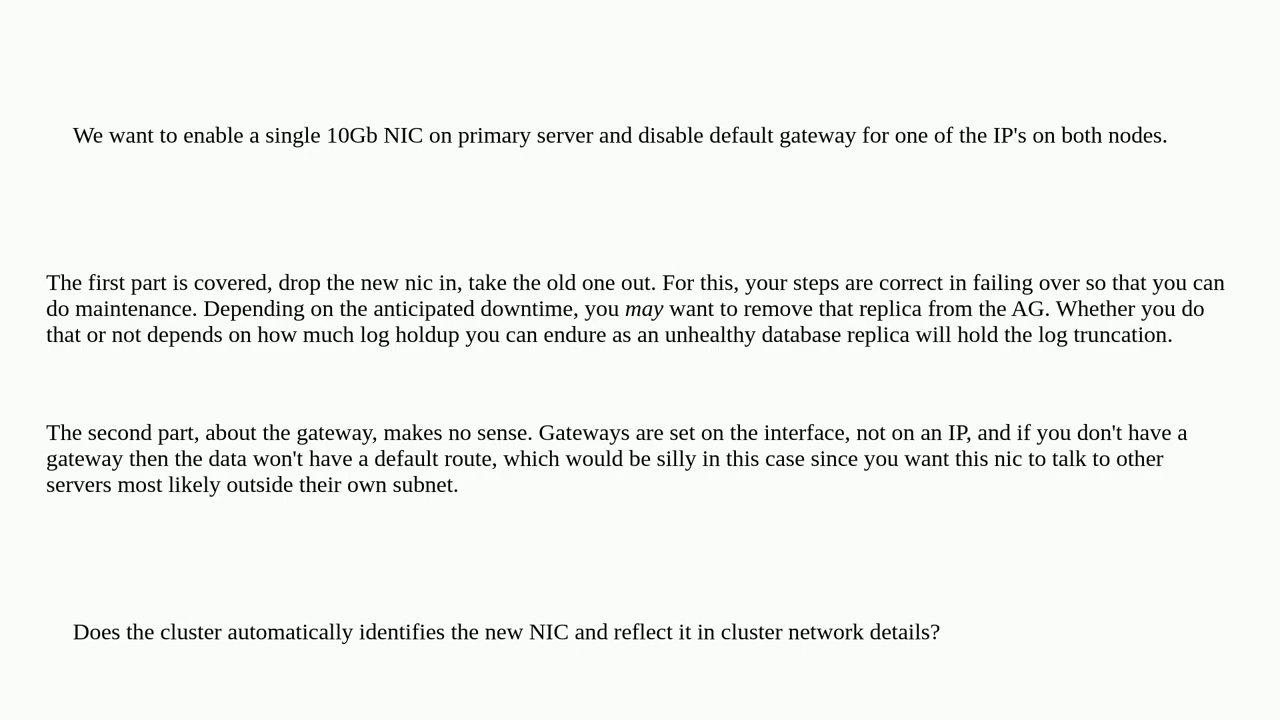 We want to enable a single 10Gb NIC on primary server and disable default gateway for one of the IP's on both nodes.
The first part is covered, drop the new nic in, take the old one out. For this, your steps are correct in failing over so that you can
do maintenance. Depending on the anticipated downtime, you may want to remove that replica from the AG. Whether you do
that or not depends on how much log holdup you can endure as an unhealthy database replica will hold the log truncation.
The second part, about the gateway, makes no sense. Gateways are set on the interface, not on an IP, and if you don't have a
gateway then the data won't have a default route, which would be silly in this case since you want this nic to talk to other
servers most likely outside their own subnet.
Does the cluster automatically identifies the new NIC and reflect it in cluster network details?